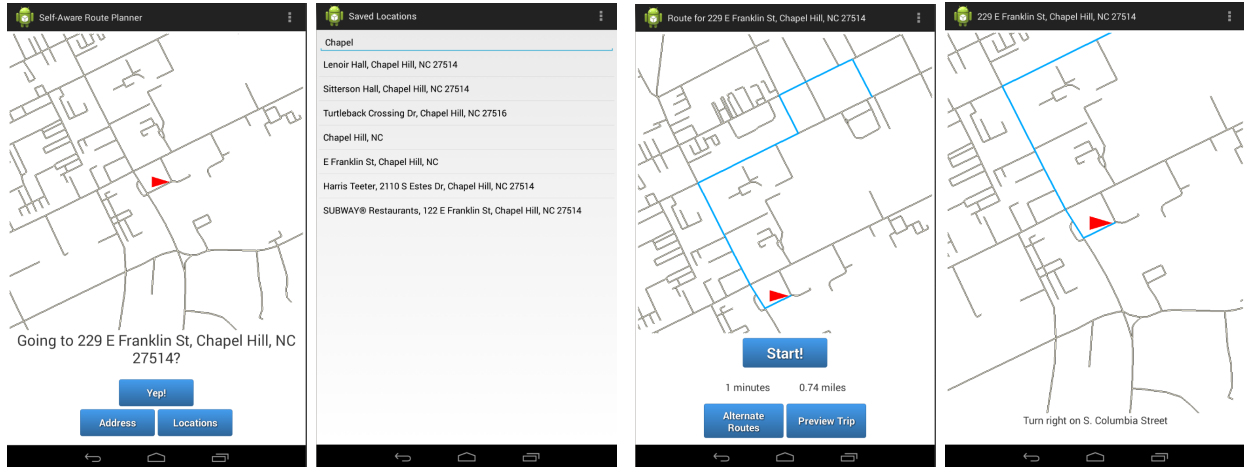 Self-Aware Route Planner
Going to 229 E Franklin St, Chapel Hill, NC
27514?
Yep!
Address
Locations
Saved Locations
Chapel
Lenoir Hall, Chapel Hill, NC 27514
Sitterson Hall, Chapel Hill, NC 27514
Turtleback Crossing Dr, Chapel Hill, NC 27516
Chapel Hill, NC
E Franklin St, Chapel Hill, NC
Harris Teeter, 2110 S Estes Dr, Chapel Hill, NC 27514
SUBWAY® Restaurants, 122 E Franklin St, Chapel Hill, NC 27514
Route for 229 E Franklin St, Chapel Hill, NC 27514
Start!
1 minutes
0.74 miles
Alternate
Routes
Preview Trip
229 E Franklin St, Chapel Hill, NC 27514
Turn right on S. Columbia Street